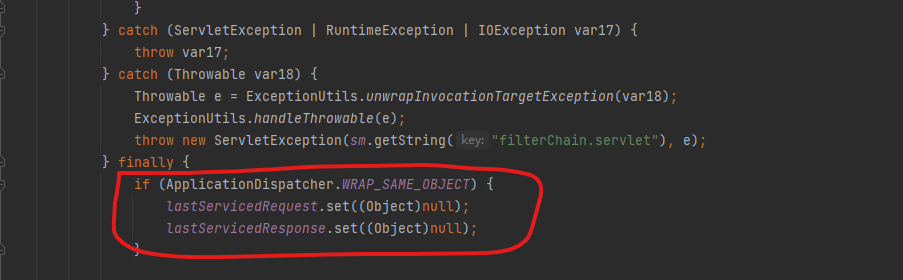 }
} catch (ServletException | RuntimeException | IOException var17) {
throw var17;
} catch (Throwable var18) {
Throwable e = ExceptionUtils.unwrapInvocationTargetException(var18);
ExceptionUtils.handleThrowable(e);
throw new ServletException(sm.getString( key: "filterChain.servlet"), e);
} finally {
if (ApplicationDispatcher.WRAP_SAME_OBJECT) {
lastServicedRequest.set((Object)null);
lastServicedResponse.set((Object)null);
}